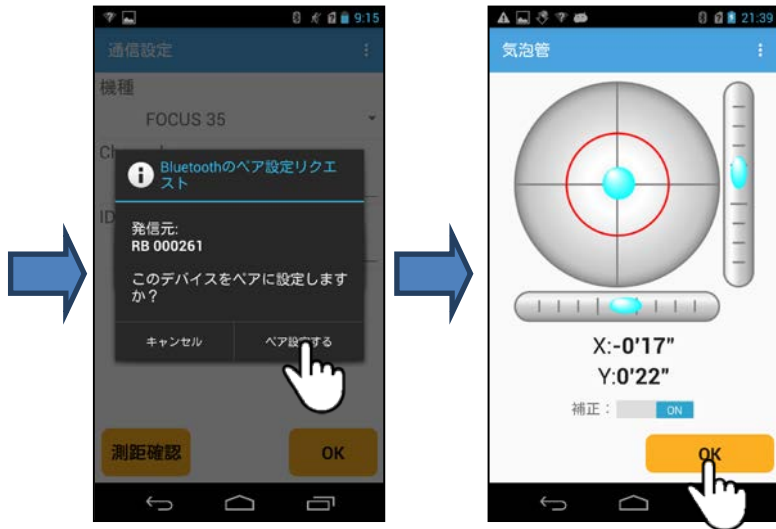 9:15
通信設定
機種
FOCUS 35
Ch
ID
Bluetoothのペア設定リクエ
スト
発信元:
RB 000261
このデバイスをペアに設定します
か？
キャンセル
ペア設定する
測距確認
OK
21:39
気泡管
X:-0'17"
Y:0'22"
補正：
ON
OK